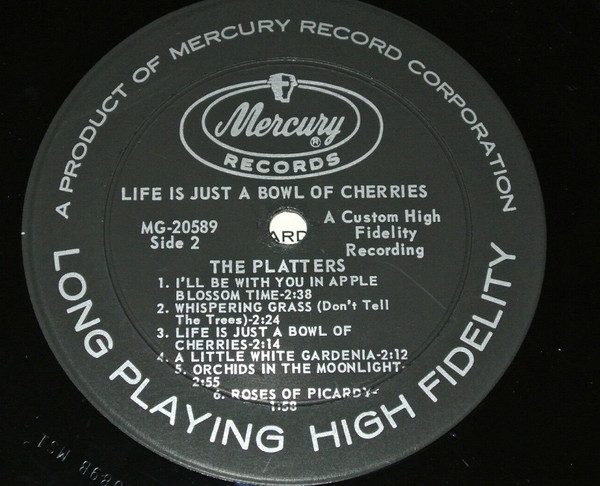 A PRODUCT OF MERCURY RECORD CORPORATION
Mercury®
RECORDS
LIFE IS JUST A BOWL OF CHERRIES
MG-20589
Side 2
ARD
A Custom High
Fidelity
Recording
THE PLATTERS
1. I'LL BE WITH YOU IN APPLE
BLOSSOM TIME-2:38
2. WHISPERING GRASS (Don't Tell
The Trees)-2:24
3. LIFE IS JUST A BOWL OF
CHERRIES-2:14
4. A LITTLE WHITE GARDENIA-2:12
5. ORCHIDS IN THE MOONLIGHT-
2:55
6. ROSES OF PICARDY-
1:58
LONG PLAYING HIGH FIDELITY